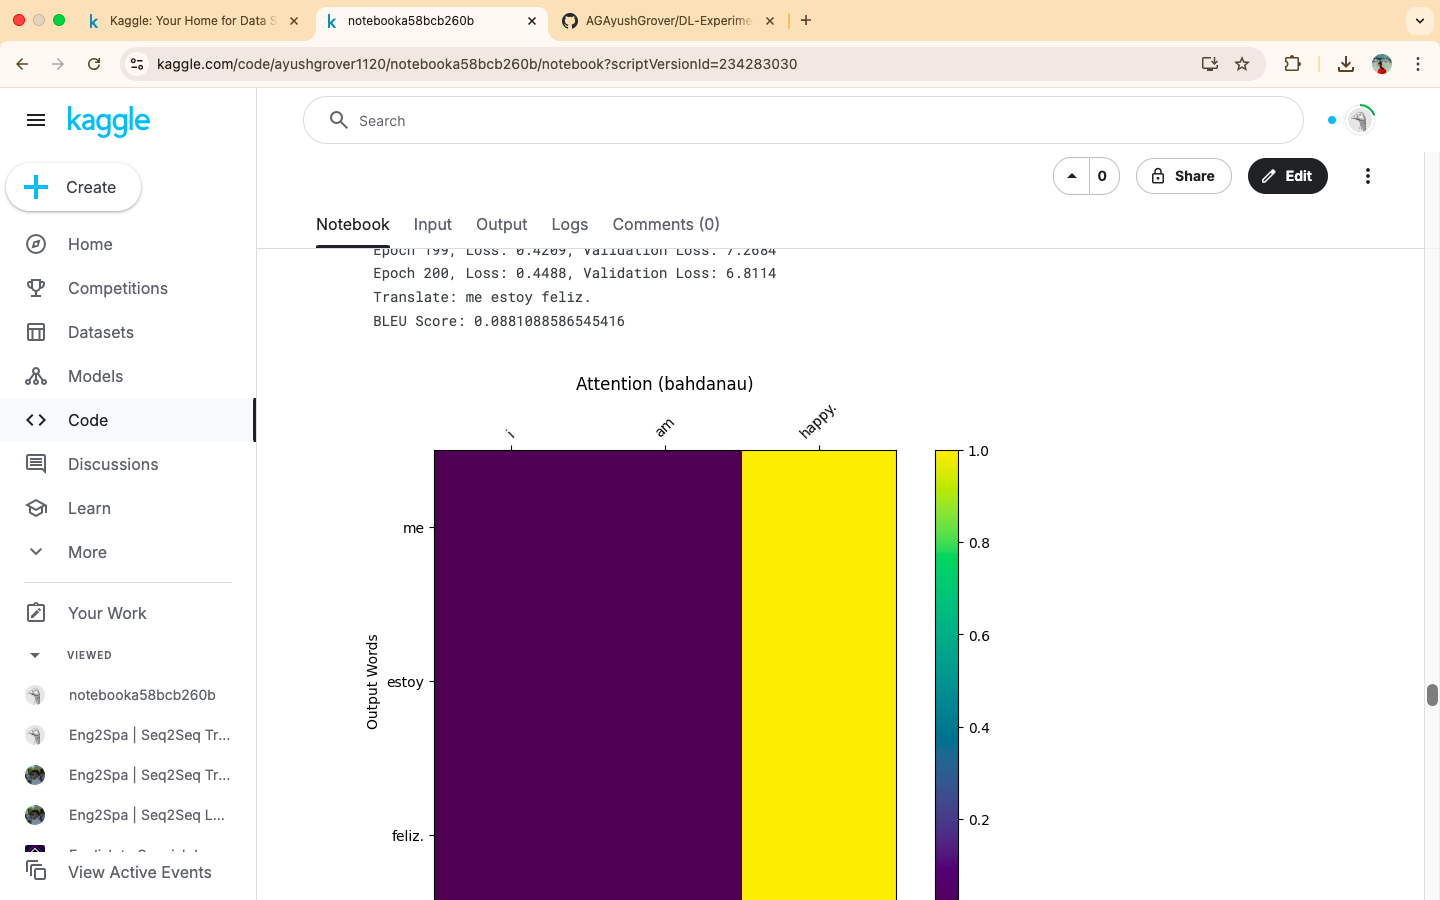 Kaggle: Your Home for Data S
notebooka58bcb260b
AGAyushGrover/DL-Experime
kaggle.com/code/ayushgrover1120/notebooka58bcb260b/notebook?scriptVersionId=234283030
kaggle
Search
Create
0
Share
Edit
Home
Competitions
Datasets
Models
Code
Discussions
Learn
More
Your Work
VIEWED
notebooka58bcb260b
Eng2Spa | Seq2Seq Tr...
Eng2Spa | Seq2Seq Tr...
Eng2Spa | Seq2Seq L...
View Active Events
Notebook
Input
Output
Logs
Comments (0)
Epoch 199, Loss: 0.4209, Validation Loss: 7.2684
Epoch 200, Loss: 0.4488, Validation Loss: 6.8114
Translate: me estoy feliz.
BLEU Score: 0.0881088586545416
Attention (bahdanau)
i
am
happy.
me
estoy
feliz.
Output Words
1.0
0.8
0.6
0.4
0.2